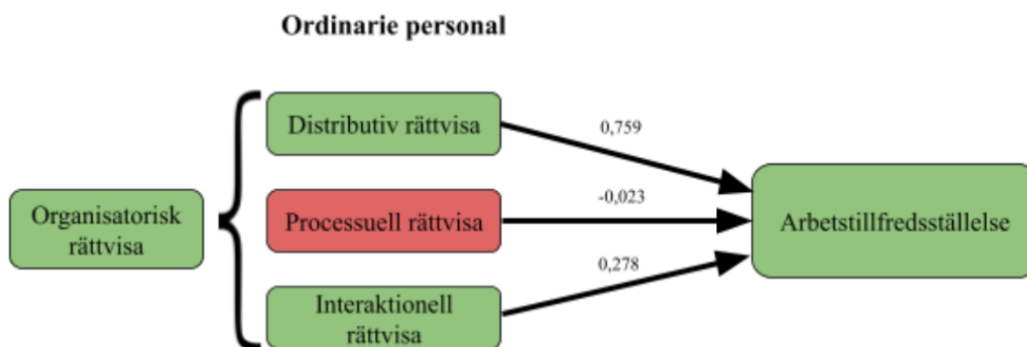 Ordinarie personal
Distributiv rättvisa
0,759
Organisatorisk
rättvisa
Processuell rättvisa
-0,023
Arbetstillfredsställelse
Interaktionell
rättvisa
0,278